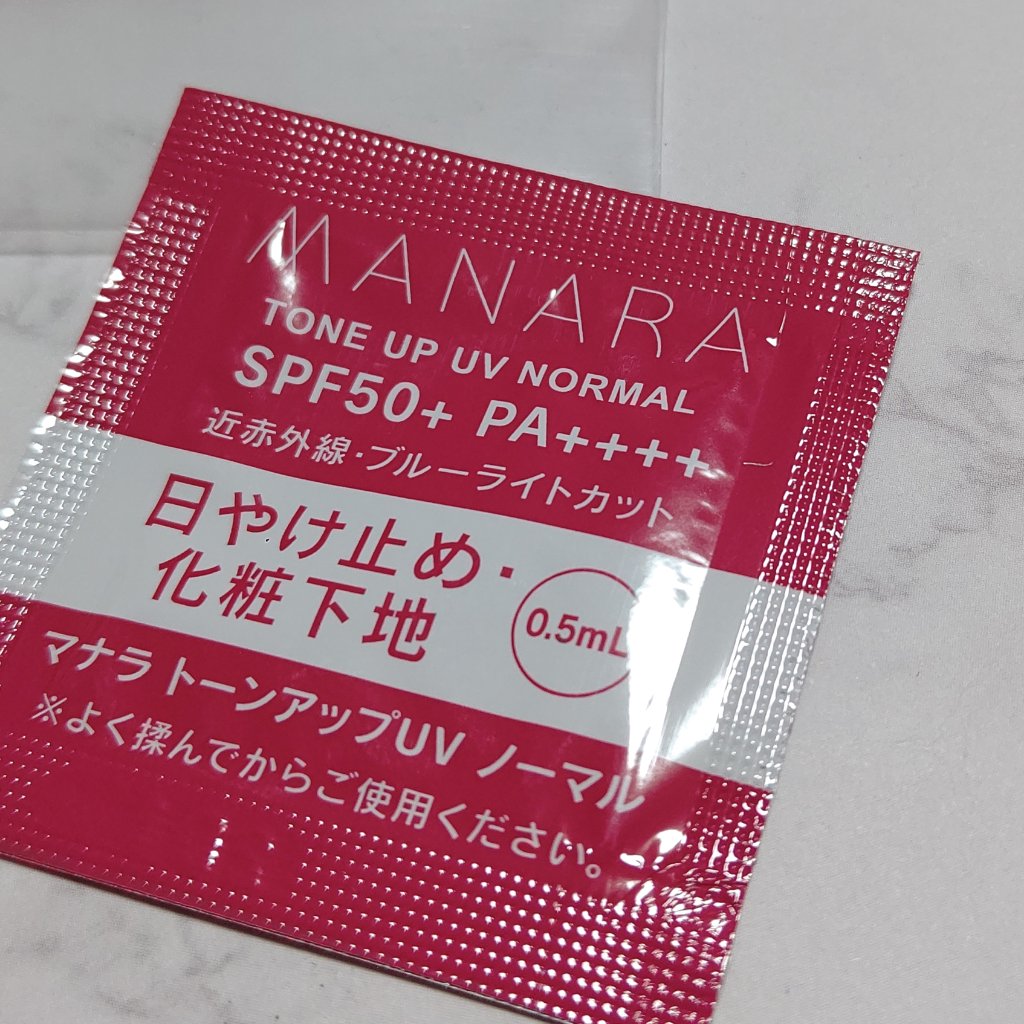 MANARA
TONE UP UV NORMAL
SPF50+ PA++++
近赤外線・ブルーライトカット
日やけ止め・
化粧下地
0.5mL
マナラ トーンアップUV ノーマル
※よく揉んでからご使用ください。